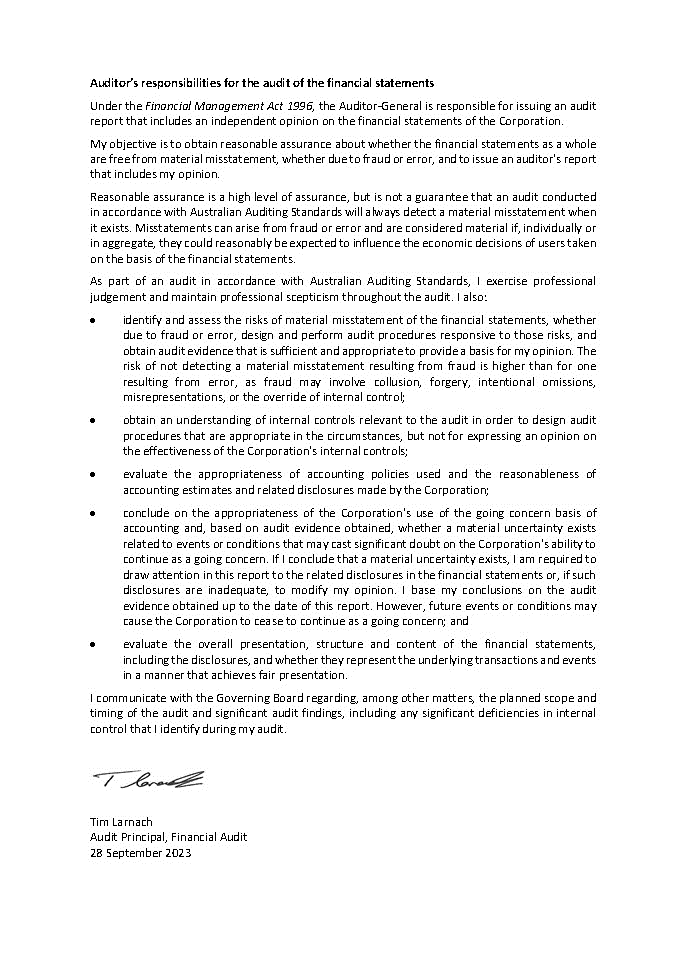 Auditor's responsibilities for the audit of the financial statements
Under the Financial Management Act 1996, the Auditor-General is responsible for issuing an audit
report that includes an independent opinion on the financial statements of the Corporation.
My objective is to obtain reasonable assurance about whether the financial statements as a whole
are free from material misstatement, whether due to fraud or error, and to issue an auditor's report
that includes my opinion.
Reasonable assurance is a high level of assurance, but is not a guarantee that an audit conducted
in accordance with Australian Auditing Standards will always detect a material misstatement when
it exists. Misstatements can arise from fraud or error and are considered material if, individually or
in aggregate, they could reasonably be expected to influence the economic decisions of users taken
on the basis of the financial statements.
As part of an audit in accordance with Australian Auditing Standards, I exercise professional
judgement and maintain professional scepticism throughout the audit. I also:
• identify and assess the risks of material misstatement of the financial statements, whether
due to fraud or error, design and perform audit procedures responsive to those risks, and
obtain audit evidence that is sufficient and appropriate to provide a basis for my opinion. The
risk of not detecting a material misstatement resulting from fraud is higher than for one
resulting from error, as fraud may involve collusion, forgery, intentional omissions,
misrepresentations, or the override of internal control;
• obtain an understanding of internal controls relevant to the audit in order to design audit
procedures that are appropriate in the circumstances, but not for expressing an opinion on
the effectiveness of the Corporation's internal controls;
• evaluate the appropriateness of accounting policies used and the reasonableness of
accounting estimates and related disclosures made by the Corporation;
• conclude on the appropriateness of the Corporation's use of the going concern basis of
accounting and, based on audit evidence obtained, whether a material uncertainty exists
related to events or conditions that may cast significant doubt on the Corporation's ability to
continue as a going concern. If I conclude that a material uncertainty exists, I am required to
draw attention in this report to the related disclosures in the financial statements or, if such
disclosures are inadequate, to modify my opinion. I base my conclusions on the audit
evidence obtained up to the date of this report. However, future events or conditions may
cause the Corporation to cease to continue as a going concern; and
• evaluate the overall presentation, structure and content of the financial statements,
including the disclosures, and whether they represent the underlying transactions and events
in a manner that achieves fair presentation.
I communicate with the Governing Board regarding, among other matters, the planned scope and
timing of the audit and significant audit findings, including any significant deficiencies in internal
control that I identify during my audit.
T Larnach
Tim Larnach
Audit Principal, Financial Audit
28 September 2023